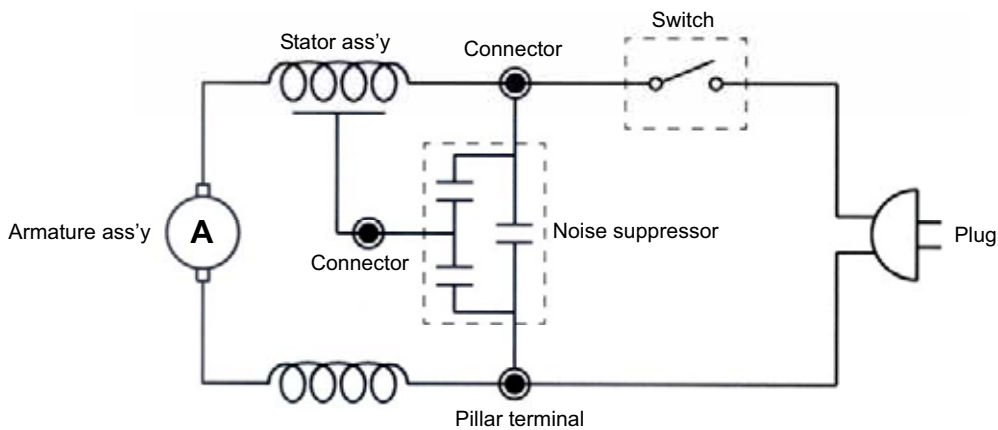 Switch
Stator ass'y
Connector
Armature ass'y
A
Connector
Noise suppressor
Plug
Pillar terminal